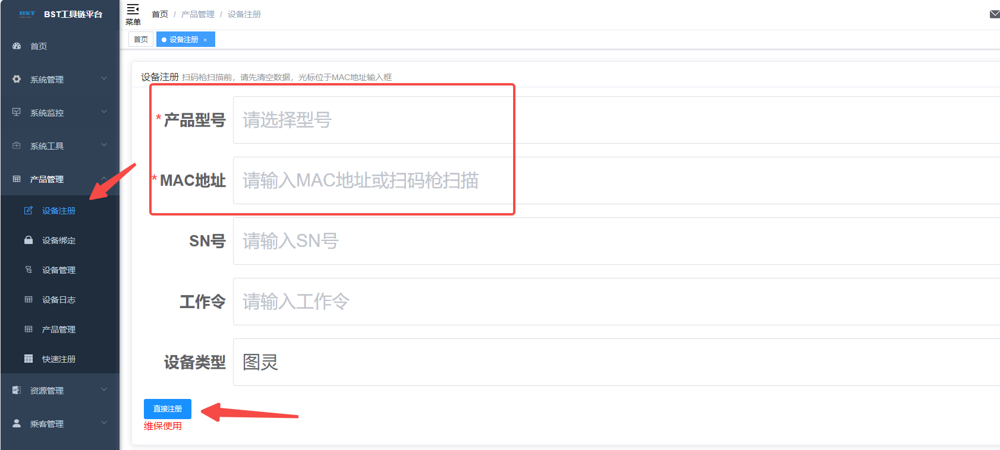 BST BST工具链平台
首页
系统管理
系统监控
系统工具
产品管理
设备注册
设备绑定
设备管理
设备日志
产品管理
快速注册
资源管理
乘客管理
菜单
首页 / 产品管理 / 设备注册
首页
设备注册 ×
设备注册 扫码枪扫描前，请先清空数据，光标位于MAC地址输入框
*产品型号 请选择型号
*MAC地址 请输入MAC地址或扫码枪扫描
SN号 请输入SN号
工作令 请输入工作令
设备类型 图灵
直接注册
维保使用